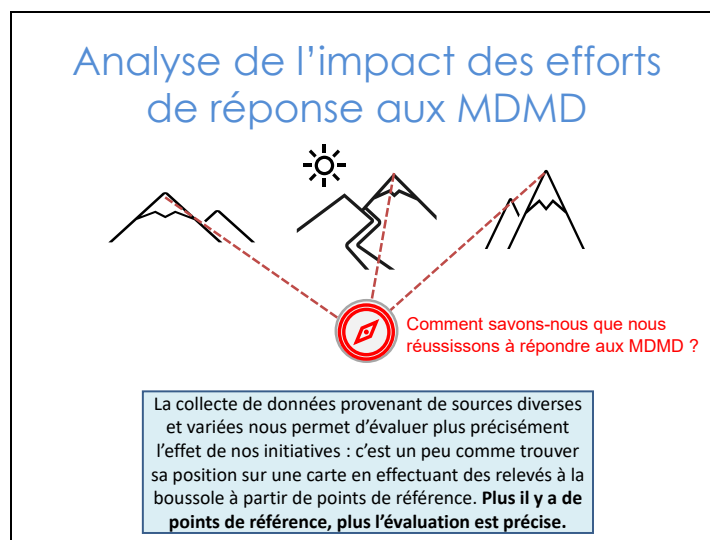 Analyse de l’impact des efforts
de réponse aux MDMD
Comment savons-nous que nous
réussissons à répondre aux MDMD ?
La collecte de données provenant de sources diverses
et variées nous permet d’évaluer plus précisément
l’effet de nos initiatives : c’est un peu comme trouver
sa position sur une carte en effectuant des relevés à la
boussole à partir de points de référence. Plus il y a de
points de référence, plus l’évaluation est précise.